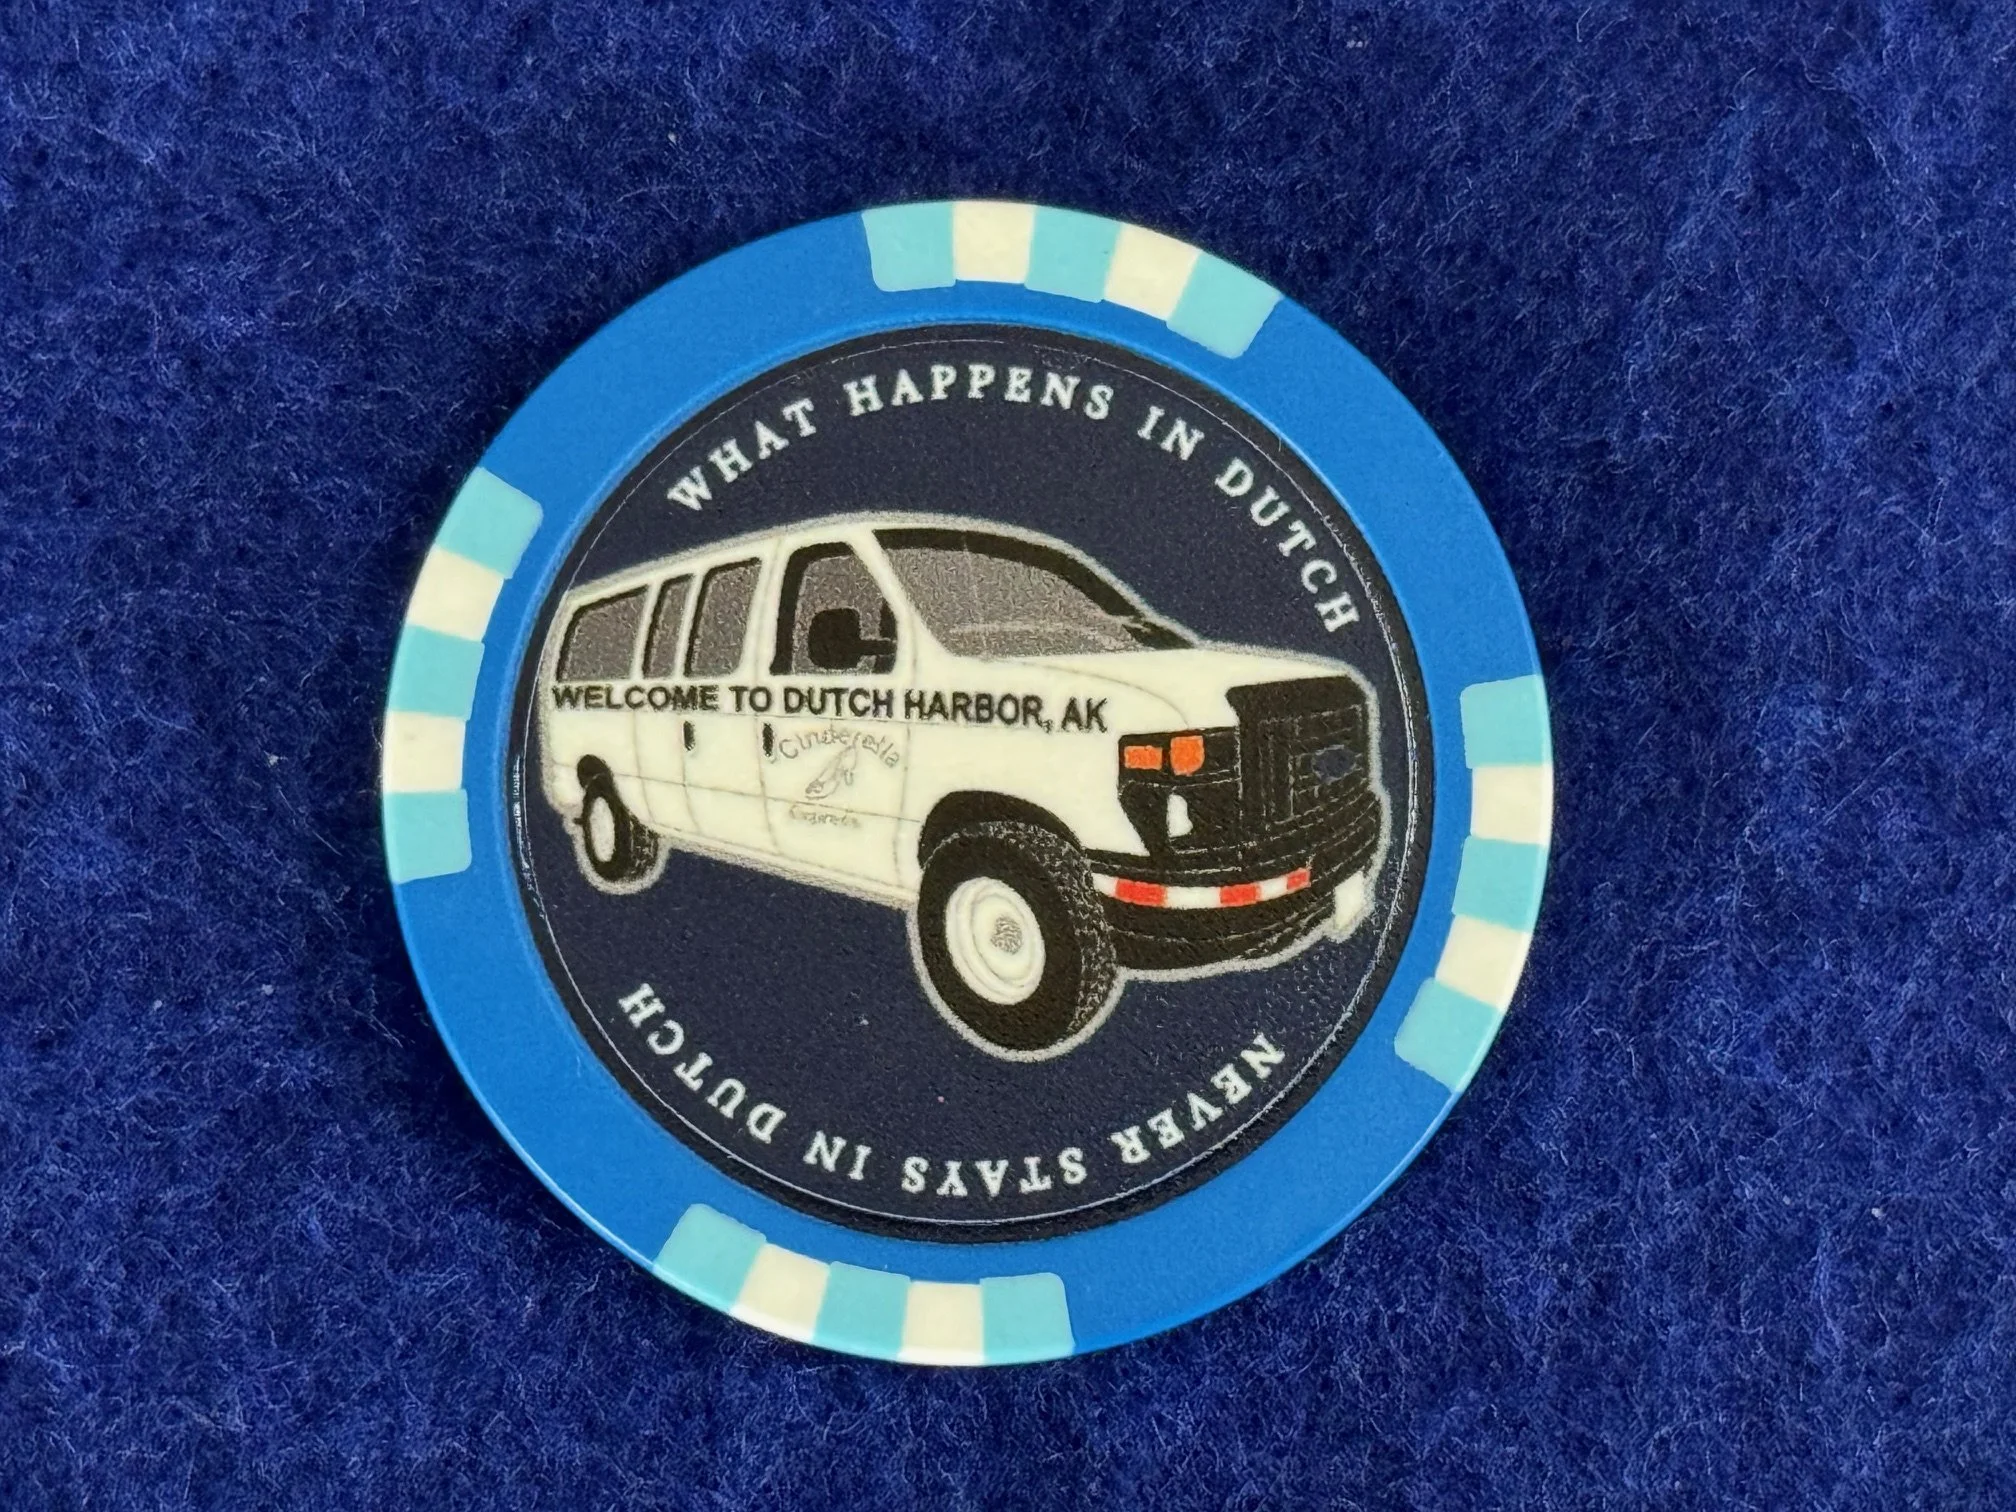 WHAT HAPPENS IN DUTCH
WELCOME TO DUTCH HARBOR, AK
Cinderella
NEVER STAYS IN DUTCH